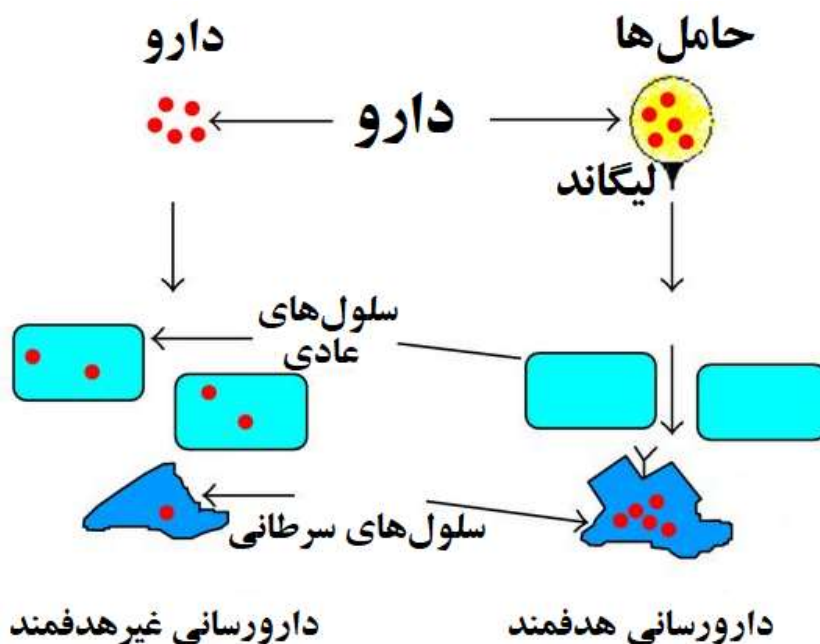 حامل‌ها
دارو
دارو
لیگاند
سلول‌های
عادی
سلول‌های سرطانی
دارورسانی هدفمند
دارورسانی غیرهدفمند